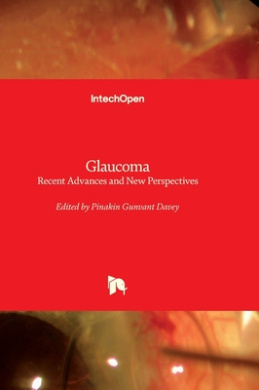 IntechOpen
Glaucoma
Recent Advances and New Perspectives
Edited by Pinakin Gunvant Davey